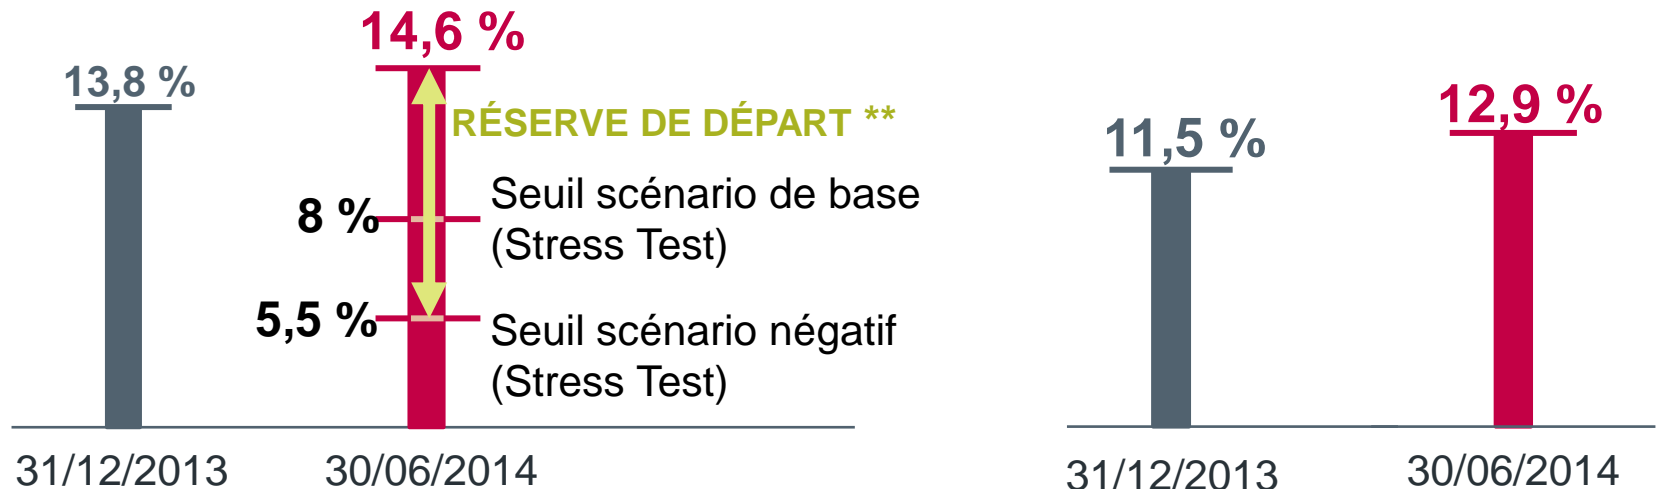 14,6 %
13,8 %
RÉSERVE DE DÉPART **
8 %
Seuil scénario de base
(Stress Test)
5,5 %
Seuil scénario négatif
(Stress Test)
31/12/2013
30/06/2014
11,5 %
12,9 %
31/12/2013
30/06/2014